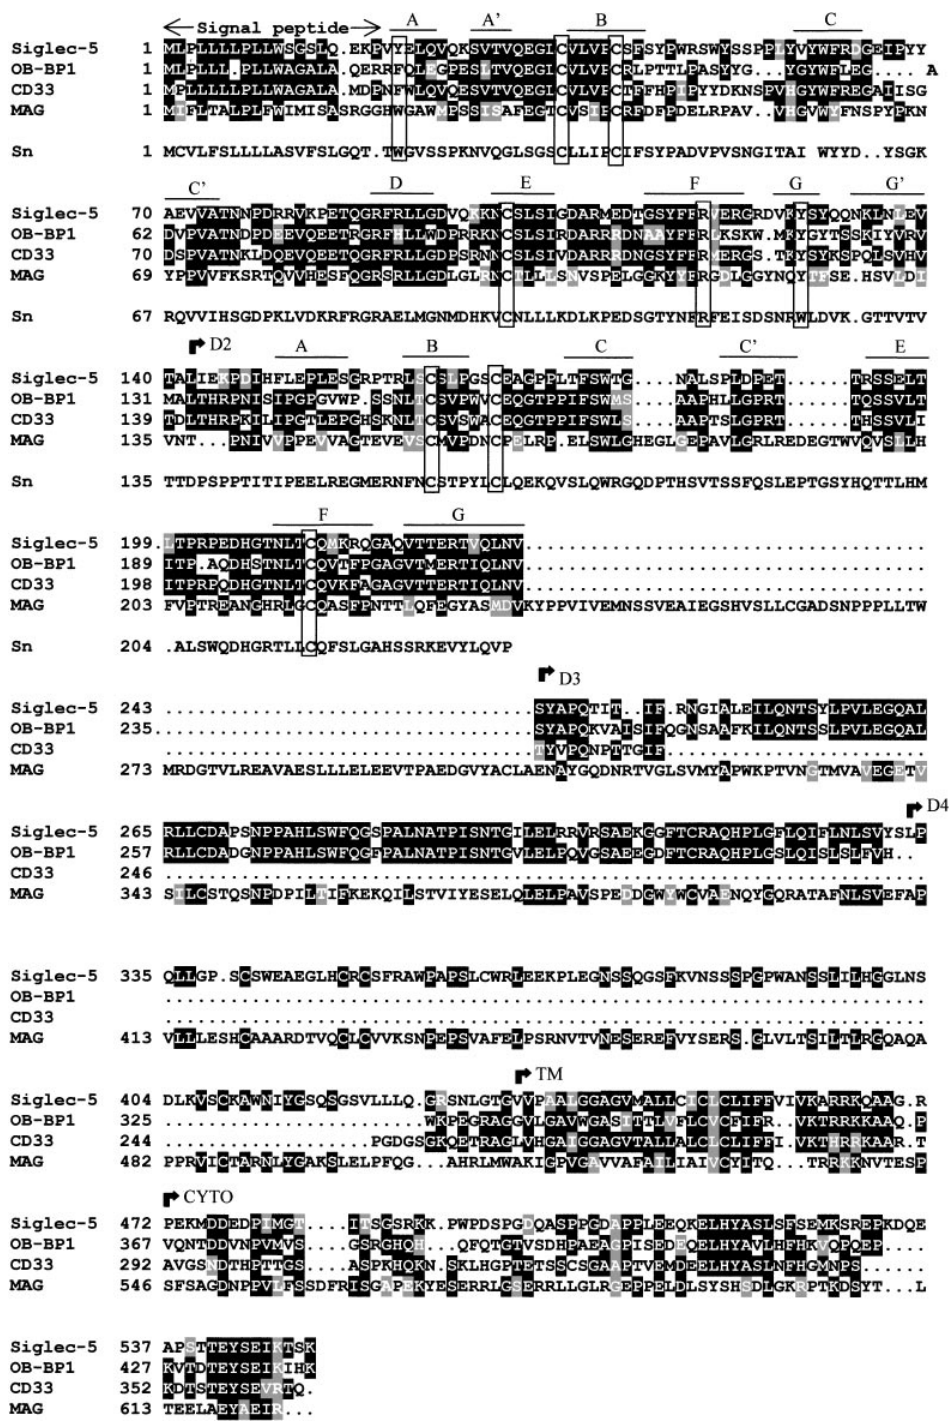 Signal peptide A A' B C
Siglec-5 1 MLPLLLLPLLWSGSLQ.EKPVYELQVQKSVTVQEGLCVLVPCSFSYPWRSWYSSPPLYVYWFRDGEIPYY
OB-BP1 1 MLPLLL.PLLWAGALAQERRFQLEGPESLTVQEGLCVLVPCRLPTTLPASYYG...YGYWFLEG.....A
CD33 1 MPLLLLLPLLWAGALA.MDPNFWLQVQESVTVQEGLCVLVPCTFFHPIPYYDKNSPVHGYWFREGAIISG
MAG 1 MIFLTALPLFWIMISASRGGHWGAWMPSSISAFEGTCVSIPCRFDFPDELRPAV..VHGVWYFNSPYPKN
Sn 1 MCVLFSLLLLASVFSLGQT.TWGVSSPKNVQGLSGSCLLIPCIFSYPADVPVSNGITAI WYYD..YSGK
C' D E F G G'
Siglec-5 70 AEVVATNNPDRRVKPETQGRFRLLGDVQKKNCSLSIGDARMEDTGSYFFRVERGRDVKYSYQQNKLNLEV
OB-BP1 62 DVPVATNDPDEEVQEETRGRFHLLWDPRRKNCSLSIRDARRRDNAAYFFRLKSKW.MKYGYTSSKIYVRV
CD33 70 DSPVATNKLDQEVQEETQGRFRLLGDPSRNNCSLSIVDARRRDNGSYFFRMERGS.TKYSYKSPQLSVHV
MAG 69 YPPVVFKSRTQVVHESFQGRSRLLGDLGLRNCTLLLSNVSPELGGKYYFRGDLGGYNQYTFSE.HSVLDI
Sn 67 RQVVIHSGDPKLVDKRFRGRAELMGNMDHKVCNLLLKDLKPEDSGTYNFRFEISDSNRWLDVK.GTTVTV
D2 A B C C' E
Siglec-5 140 TALIEKPDIHFLEPLESGRPTRLSCSLPGSCEAGPPLTFSWTG....NALSPLDPET.......TRSSELT
OB-BP1 131 MALTHRPNISIPGPGVWP.SSNLTCSVPWVCEQGTPPIFSWMS....AAPHLLGPRT.......TQSSVLT
CD33 139 TDLTHRPKILIPGTLEPGHSKNLTCSVSWACEQGTPPIFSWLS....AAPTSLGPRT.......THSSVLI
MAG 135 VNT...PNIVVPPEVVAGTEVEVSCMVPDNCPELRP.ELSWLGHEGLGEPAVLGRLREDEGTWVQVSLLH
Sn 135 TTDPSPPTITIPEELREGMERNFNCSTPYLCLQEKQVSLQWRGQDPTHSVTSSFQSLEPTGSYHQTTLHM
F G
Siglec-5 199 .LTPRPEDHGTNLTCQMKRQGAQVTTERTVQLNV.....................................
OB-BP1 189 ITP.AQDHSTNLTCQVTFPGAGVTMERTIQLNV.....................................
CD33 198 ITPRPQDHGTNLTCQVKFAGAGVTTERTIQLNV.....................................
MAG 203 FVPTREANGHRLGCQASFPNTTLQFEGYASMDVKYPPVIVEMNSSVEAIEGSHVSLLCGADSNPPPLLTW
Sn 204 .ALSWQDHGRTLLCQFSLGAHSSRKEVYLQVP
D3
Siglec-5 243 ..................................SYAPQTIT..IF.RNGIALEILQNTSYLPVLEGQAL
OB-BP1 235 ..................................SYAPQKVAISIFQGNSAAFKILQNTSSLPVLEGQAL
CD33 ..................................TYVPQNPTTGIF........................
MAG 273 MRDGTVLREAVAESLLLELEEVTPAEDGVYACLAENAYGQDNRTVGLSVMYAPWKPTVNGTMVAVEGETV
D4
Siglec-5 265 RLLCDAPSNPPAHLSWFQGSPALNATPISNTGILELRRVRSAEKGGFTCRAQHPLGFLQIFLNLSVYSLP
OB-BP1 257 RLLCDADGNPPAHLSWFQGFPALNATPISNTGVLELPQVGSAEEGDFTCRAQHPLGSLQISLSLFVH..
CD33 246 ......................................................................
MAG 343 SILCSTQSNPDPILTIFKEKQILSTVIYESELQLELPAVSPEDDGWYWCVAENQYGQRATAFNLSVEFAP
Siglec-5 335 QLLGP.SCSWEAEGLHCRCSFRAWPAPSLCWRLEEKPLEGNSSQGSFKVNSSSPGPWANSSLILHGGLNS
OB-BP1 ......................................................................
CD33 ......................................................................
MAG 413 VLLLESHCAAARDTVQCLCVVKSNPEPSVAFELPSRNVTVNESEREFVYSERS.GLVLTSILTLRGQAQA
TM
Siglec-5 404 DLKVSCKAWNIYGSQSGSVLLLQ.GRSNLGTGVVPAALGGAGVMALLCICLCLIFFVIVKARRKQAAG.R
OB-BP1 325 ........................WKPEGRAGGVLGAVWGASITTLVFLCVCFIFR..VKTRRKKAAQ.P
CD33 244 ...................PGDGSGKQETRAGLVHGAIGGAGVTALLALCLCLIFFI.VKTHRRKAAR.T
MAG 482 PPRVICTARNLYGAKSLELPFQG...AHRLMWAKIGPVGAVVAFAILIAIVCYITQ...TRRKKNVTESP
CYTO
Siglec-5 472 PEKMDDEDPIMGT....ITSGSRKK.PWPDSPGDQASPPGDAPPLEEQKELHYASLSFSEMKSREPKDQE
OB-BP1 367 VQNTDDVNPVMVS....GSRGHQH...QFQTGTVSDHPAEAGPISEDEQELHYAVLHFHKVQPQEP.....
CD33 292 AVGSNDTHPTTGS....ASPKHQKN.SKLHGPTETSSCSGAAPTVEMDEELHYASLNFHGMNPS......
MAG 546 SFSAGDNPPVLFSSDFRISGAPEKYESERRLGSERRLLGLRGEPPELDLSYSHSDLGKRPTKDSYT...L
Siglec-5 537 APSTTEYSEIKTSK
OB-BP1 427 KVTDTEYSEIKIHK
CD33 352 KDTSTEYSEVRTQ.
MAG 613 TEELAEYAEIR...